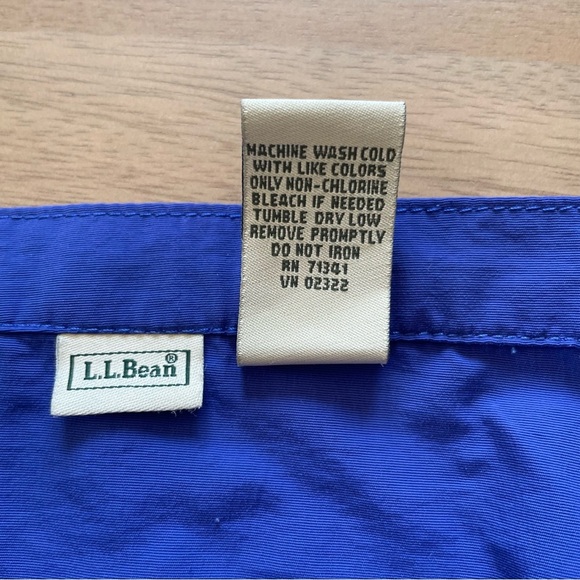 MACHINE WASH COLD
WITH LIKE COLORS
ONLY NON-CHLORINE
BLEACH IF NEEDED
TUMBLE DRY LOW
REMOVE PROMPTLY
DO NOT IRON
RN 71341
VN 02322
L.L.Bean®